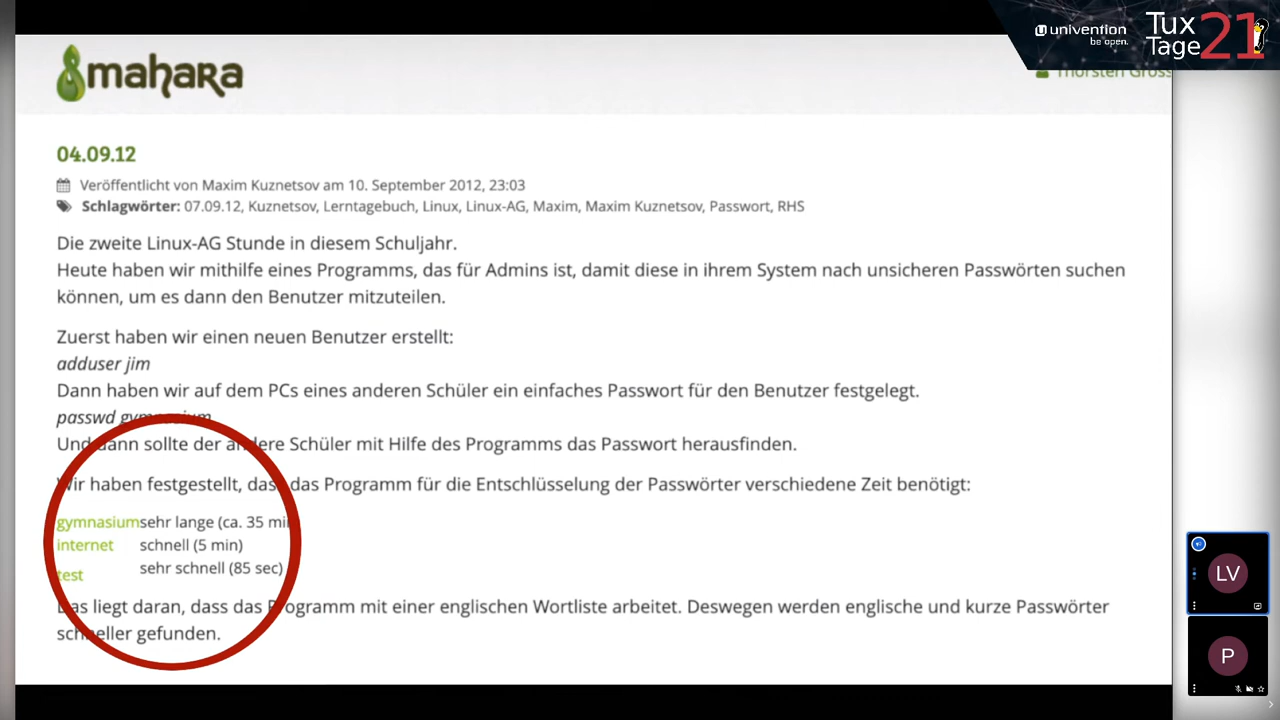 univention
be open.
Tux
Tage 21
mahara
Thorsten Gross
04.09.12
Veröffentlicht von Maxim Kuznetsov am 10. September 2012, 23:03
Schlagwörter: 07.09.12, Kuznetsov, Lerntagebuch, Linux, Linux-AG, Maxim, Maxim Kuznetsov, Passwort, RHS
Die zweite Linux-AG Stunde in diesem Schuljahr.
Heute haben wir mithilfe eines Programms, das für Admins ist, damit diese in ihrem System nach unsicheren Passwörten suchen
können, um es dann den Benutzer mitzuteilen.
Zuerst haben wir einen neuen Benutzer erstellt:
adduser jim
Dann haben wir auf dem PCs eines anderen Schüler ein einfaches Passwort für den Benutzer festgelegt.
passwd gymnasium
Und dann sollte der andere Schüler mit Hilfe des Programms das Passwort herausfinden.
Wir haben festgestellt, dass das Programm für die Entschlüsselung der Passwörter verschiedene Zeit benötigt:
gymnasium sehr lange (ca. 35 min)
internet schnell (5 min)
test sehr schnell (85 sec)
Das liegt daran, dass das Programm mit einer englischen Wortliste arbeitet. Deswegen werden englische und kurze Passwörter
schneller gefunden.
LV
P